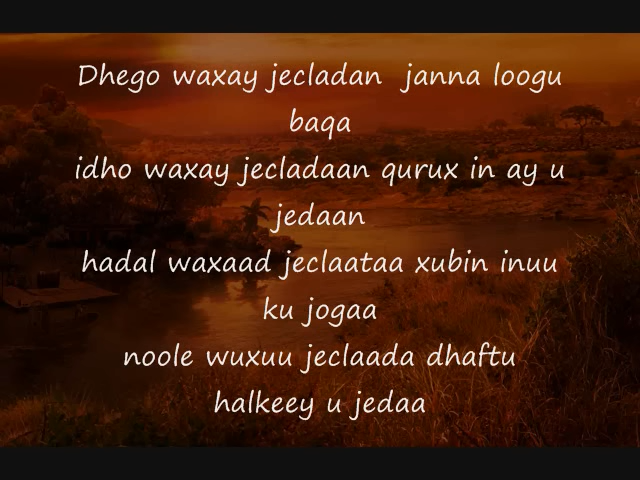 Dhego waxay jecladan janna loogu
baqa
idho waxay jecladaan qurux in ay u
jedaan
hadal waxaad jeclaataa xubin inuu
ku jogaa
noole wuxuu jeclaada dhaftu
halkeey u jedaa